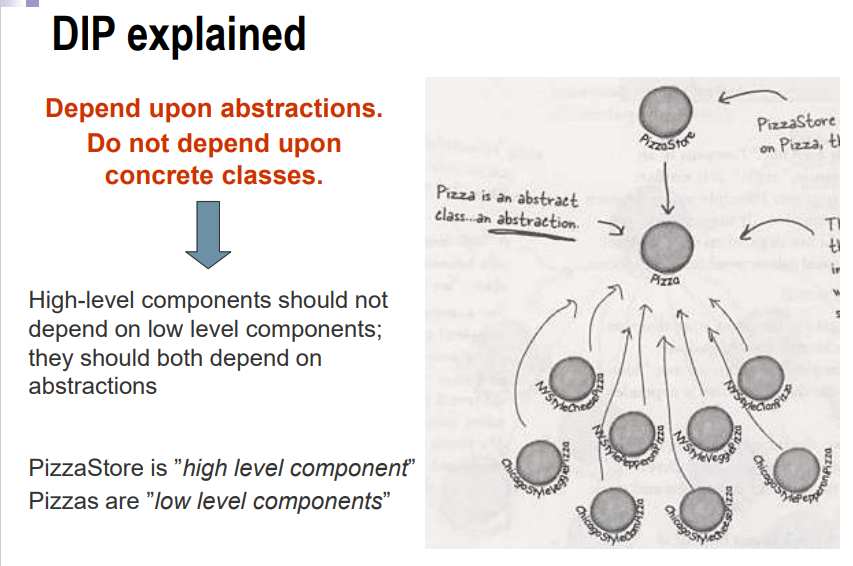 DIP explained
Depend upon abstractions.
Do not depend upon
concrete classes.
High-level components should not
depend on low level components;
they should both depend on
abstractions
PizzaStore is ”high level component”
Pizzas are ”low level components”
PizzaStore
PizzaStore
on Pizza, th
Pizza is an abstract
class...an abstraction.
Pizza
NYStyleCheesePizza
NYStyleClamPizza
NYStylePepperoniPizza
NYStyleVeggiePizza
ChicagoStyleVeggiePizza
ChicagoStylePepperoniPizza
ChicagoStyleClamPizza
ChicagoStyleCheesePizza